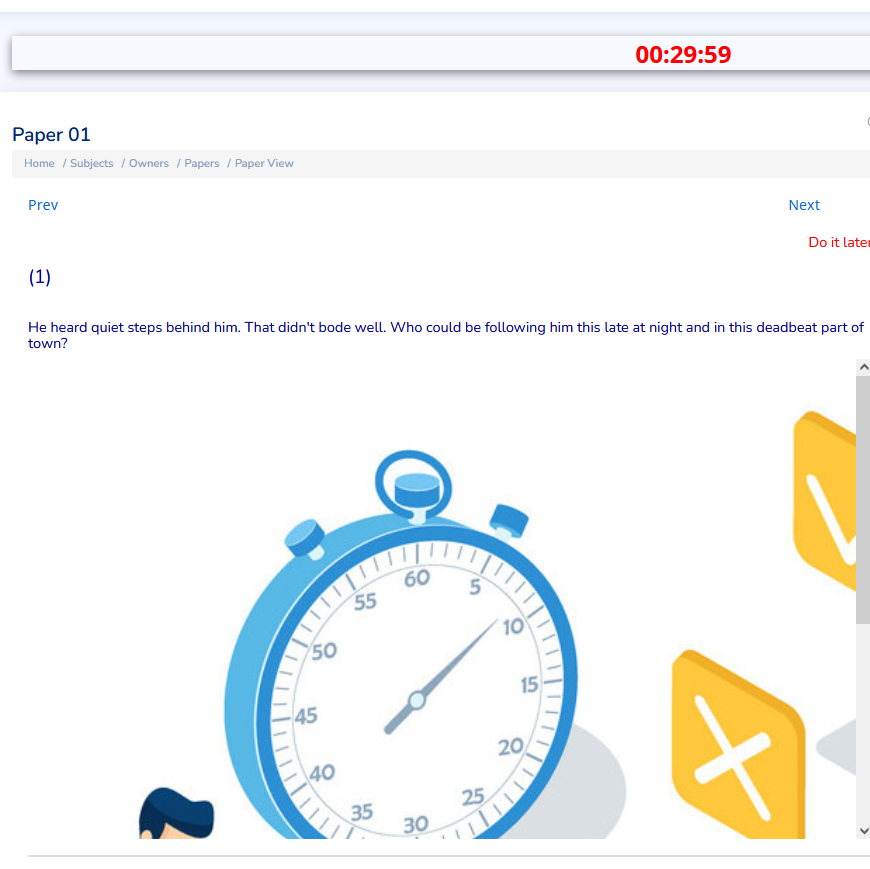 00:29:59
Paper 01
Home / Subjects / Owners / Papers / Paper View
Prev Next
Do it later
(1)
He heard quiet steps behind him. That didn't bode well. Who could be following him this late at night and in this deadbeat part of
town?
60
55 5
50 10
45 15
40 20
35 25
30